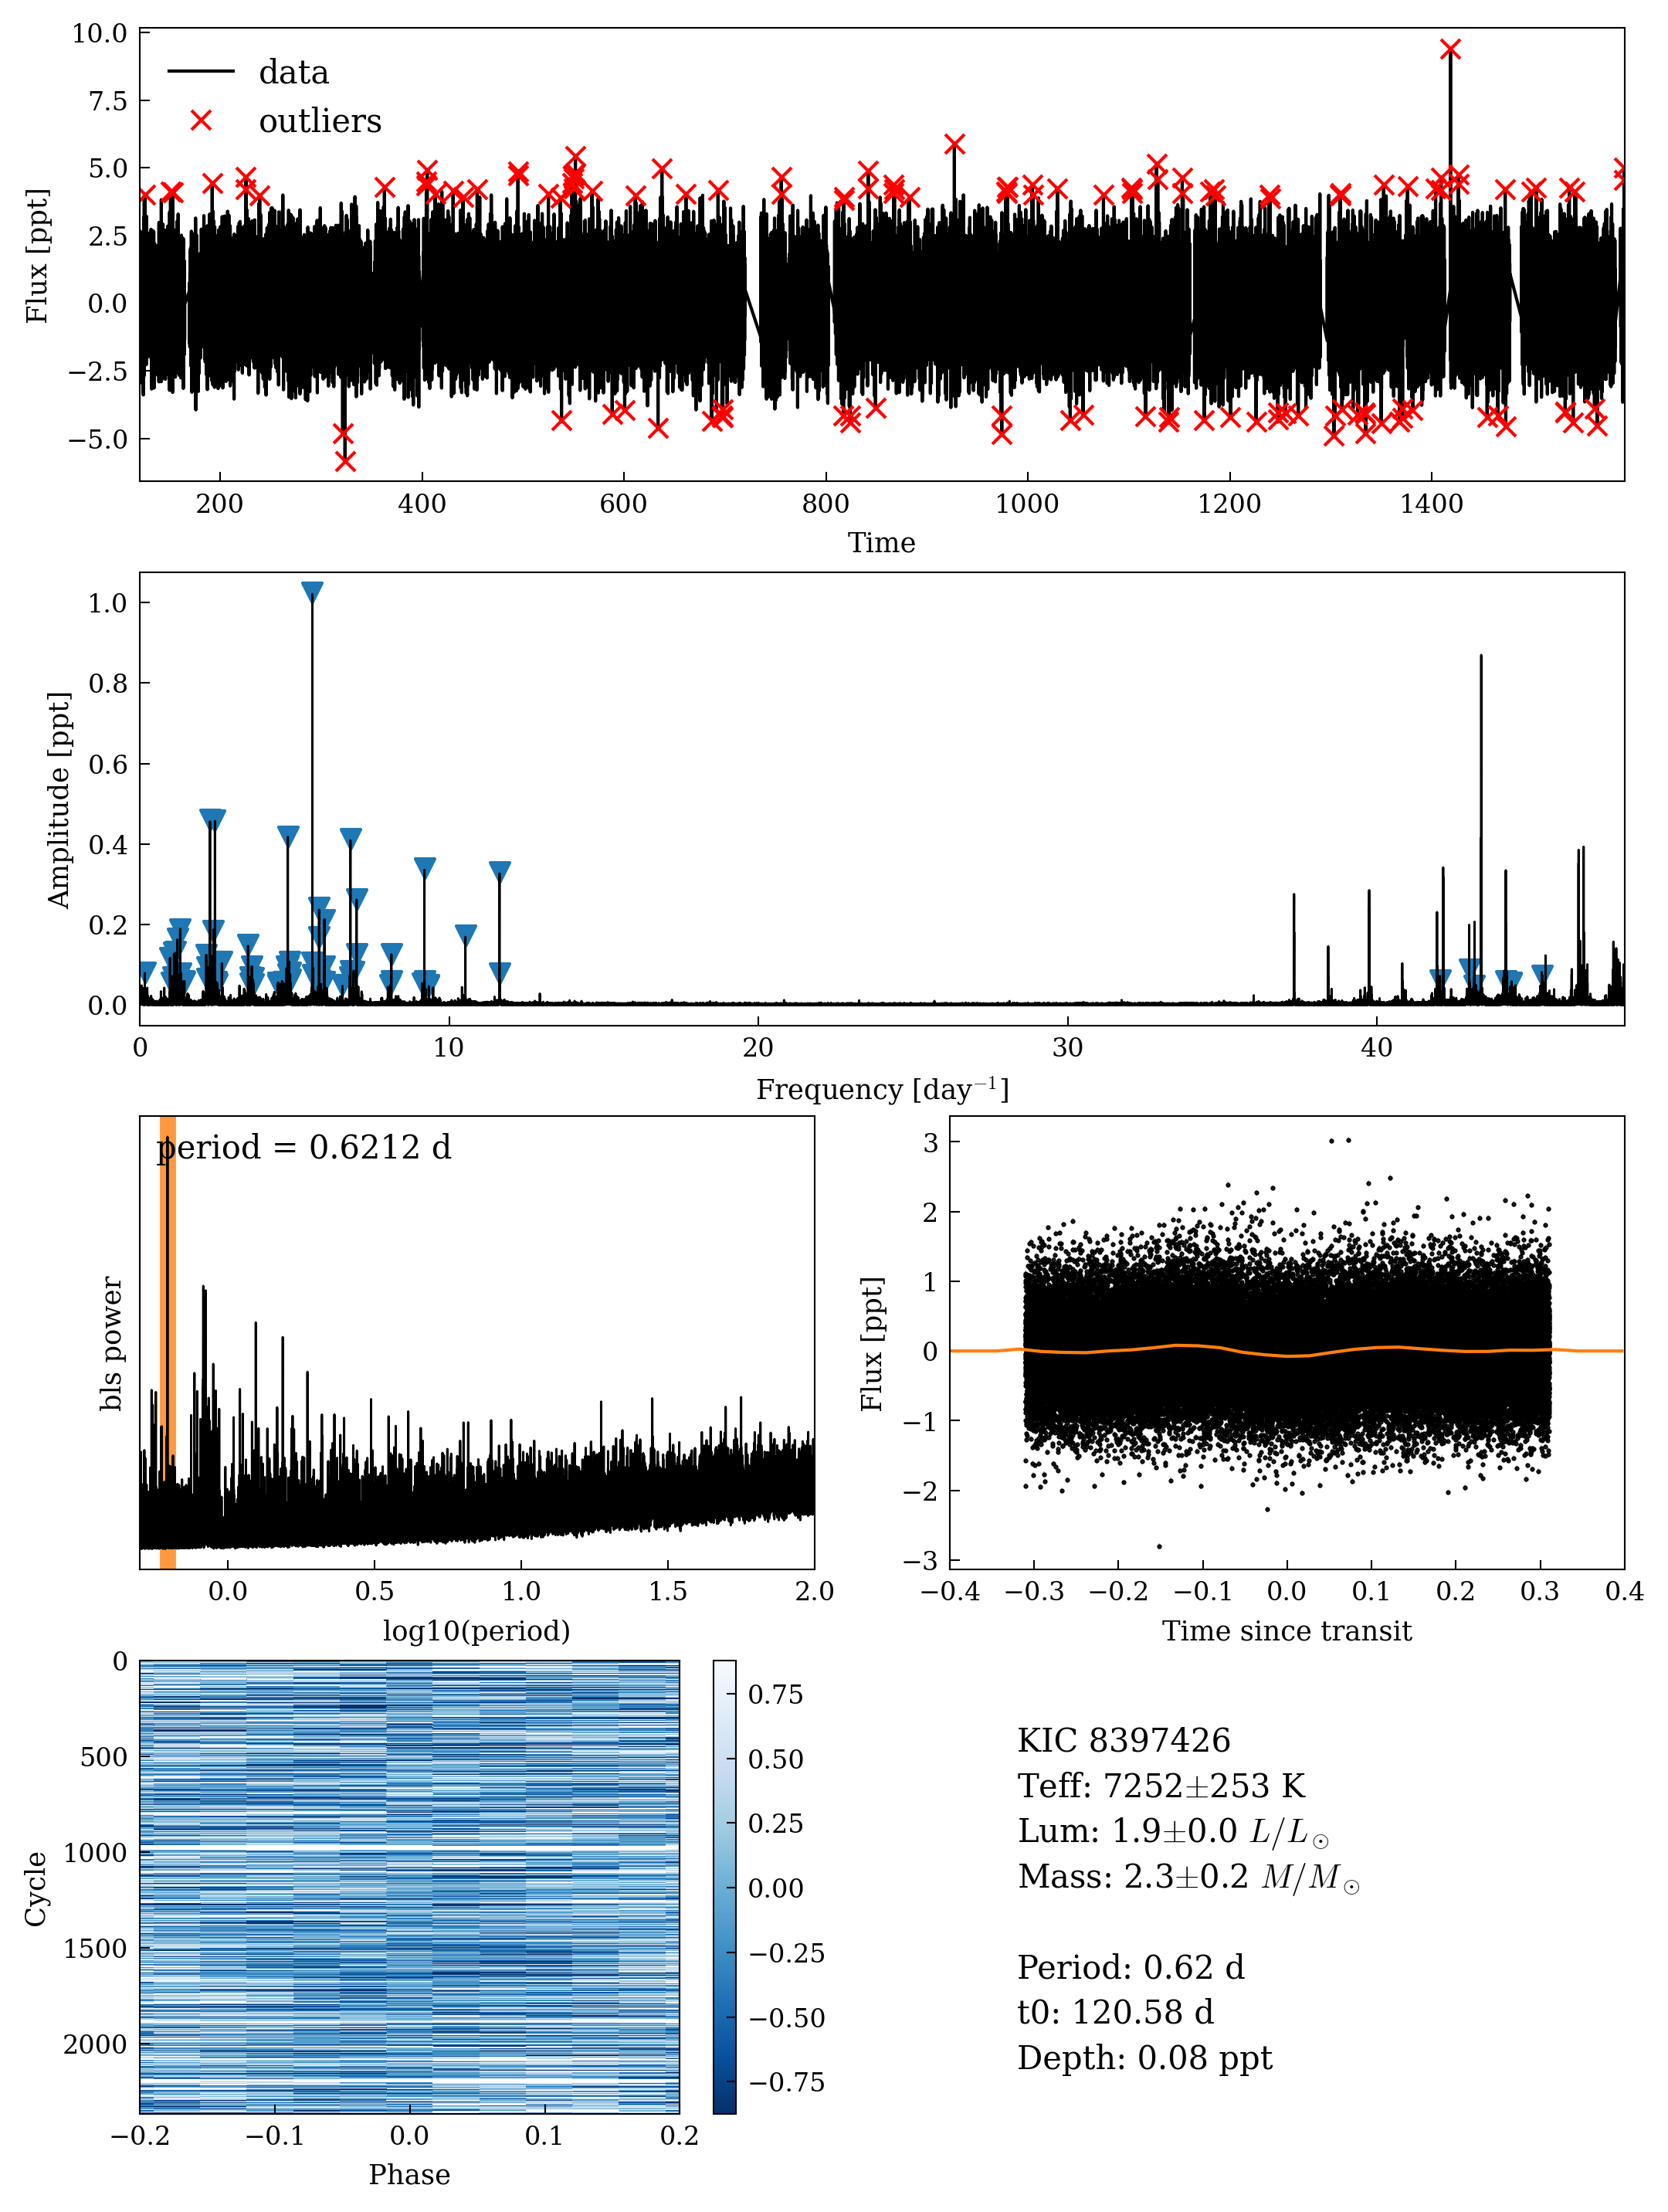 10.0
7.5
5.0
2.5
0.0
−2.5
−5.0
Flux [ppt]
data
outliers
200 400 600 800 1000 1200 1400
Time
1.0
0.8
0.6
0.4
0.2
0.0
Amplitude [ppt]
0 10 20 30 40
Frequency [day⁻¹]
period = 0.6212 d
bls power
0.0 0.5 1.0 1.5 2.0
log10(period)
3
2
1
0
−1
−2
−3
Flux [ppt]
−0.4 −0.3 −0.2 −0.1 0.0 0.1 0.2 0.3 0.4
Time since transit
0
500
1000
1500
2000
Cycle
−0.2 −0.1 0.0 0.1 0.2
Phase
0.75
0.50
0.25
0.00
−0.25
−0.50
−0.75
KIC 8397426
Teff: 7252±253 K
Lum: 1.9±0.0 L/L⊙
Mass: 2.3±0.2 M/M⊙
Period: 0.62 d
t0: 120.58 d
Depth: 0.08 ppt